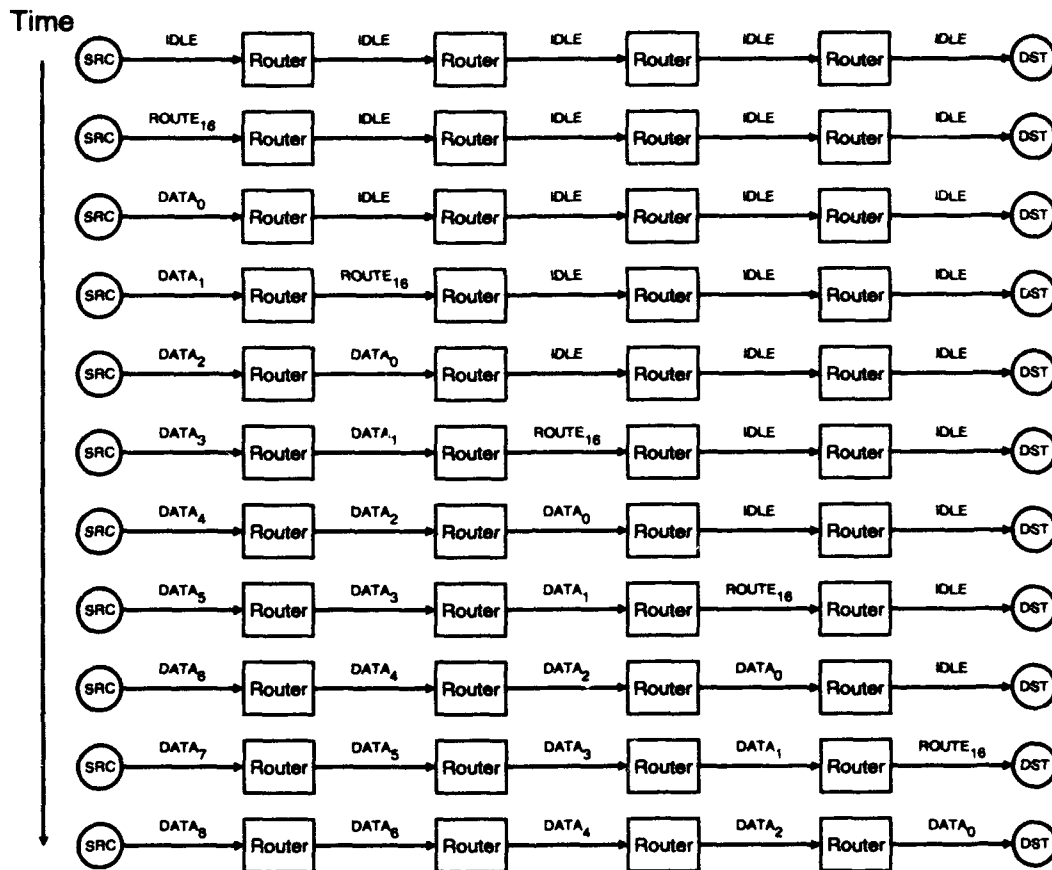 Time
IDLE IDLE IDLE IDLE IDLE
SRC Router Router Router Router DST
ROUTE16 IDLE IDLE IDLE IDLE
SRC Router Router Router Router DST
DATA0 IDLE IDLE IDLE IDLE
SRC Router Router Router Router DST
DATA1 ROUTE16 IDLE IDLE IDLE
SRC Router Router Router Router DST
DATA2 DATA0 IDLE IDLE IDLE
SRC Router Router Router Router DST
DATA3 DATA1 ROUTE16 IDLE IDLE
SRC Router Router Router Router DST
DATA4 DATA2 DATA0 IDLE IDLE
SRC Router Router Router Router DST
DATA5 DATA3 DATA1 ROUTE16 IDLE
SRC Router Router Router Router DST
DATA6 DATA4 DATA2 DATA0 IDLE
SRC Router Router Router Router DST
DATA7 DATA5 DATA3 DATA1 ROUTE16
SRC Router Router Router Router DST
DATA8 DATA6 DATA4 DATA2 DATA0
SRC Router Router Router Router DST